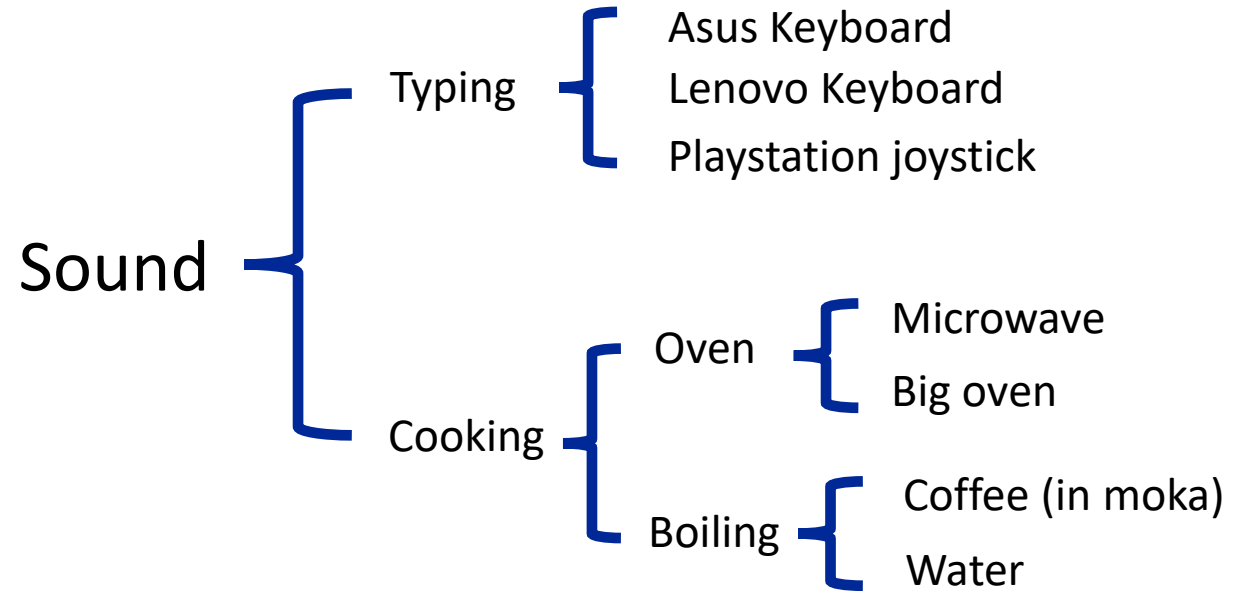 Sound
Typing
Asus Keyboard
Lenovo Keyboard
Playstation joystick
Cooking
Oven
Microwave
Big oven
Boiling
Coffee (in moka)
Water